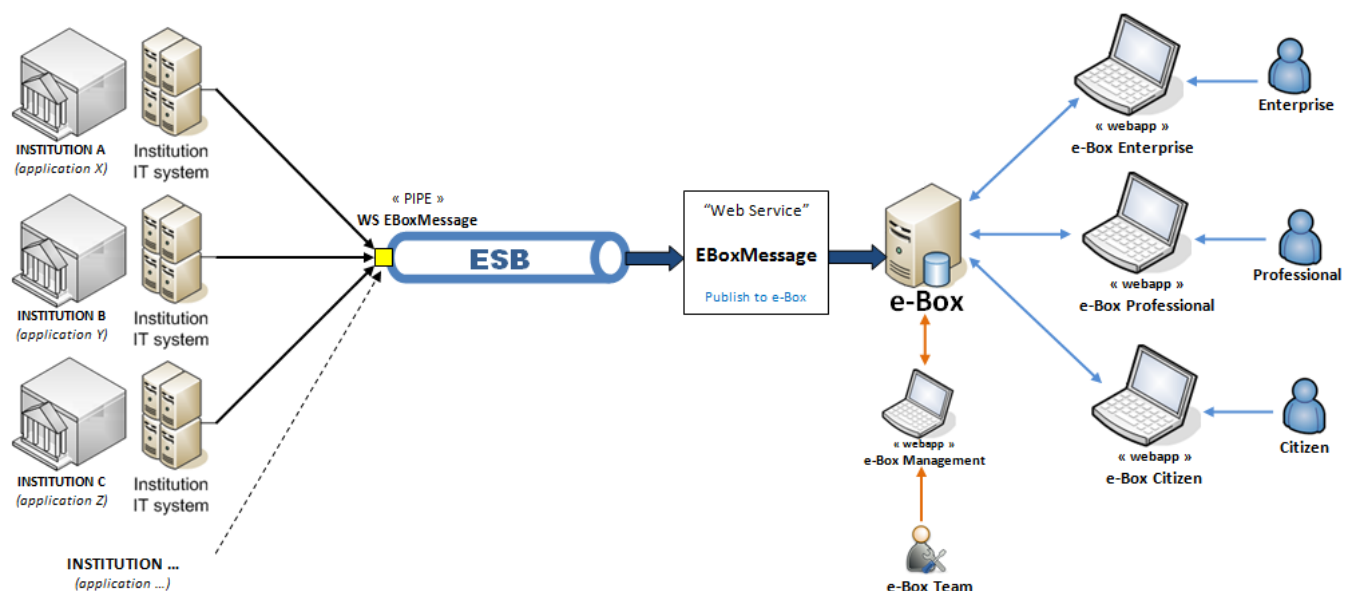 INSTITUTION A
(application X)
Institution
IT system
INSTITUTION B
(application Y)
Institution
IT system
INSTITUTION C
(application Z)
Institution
IT system
INSTITUTION ...
(application ...)
« PIPE »
WS EBoxMessage
ESB
“Web Service”
EBoxMessage
Publish to e-Box
e-Box
« webapp »
e-Box Management
e-Box Team
« webapp »
e-Box Enterprise
Enterprise
« webapp »
e-Box Professional
Professional
« webapp »
e-Box Citizen
Citizen